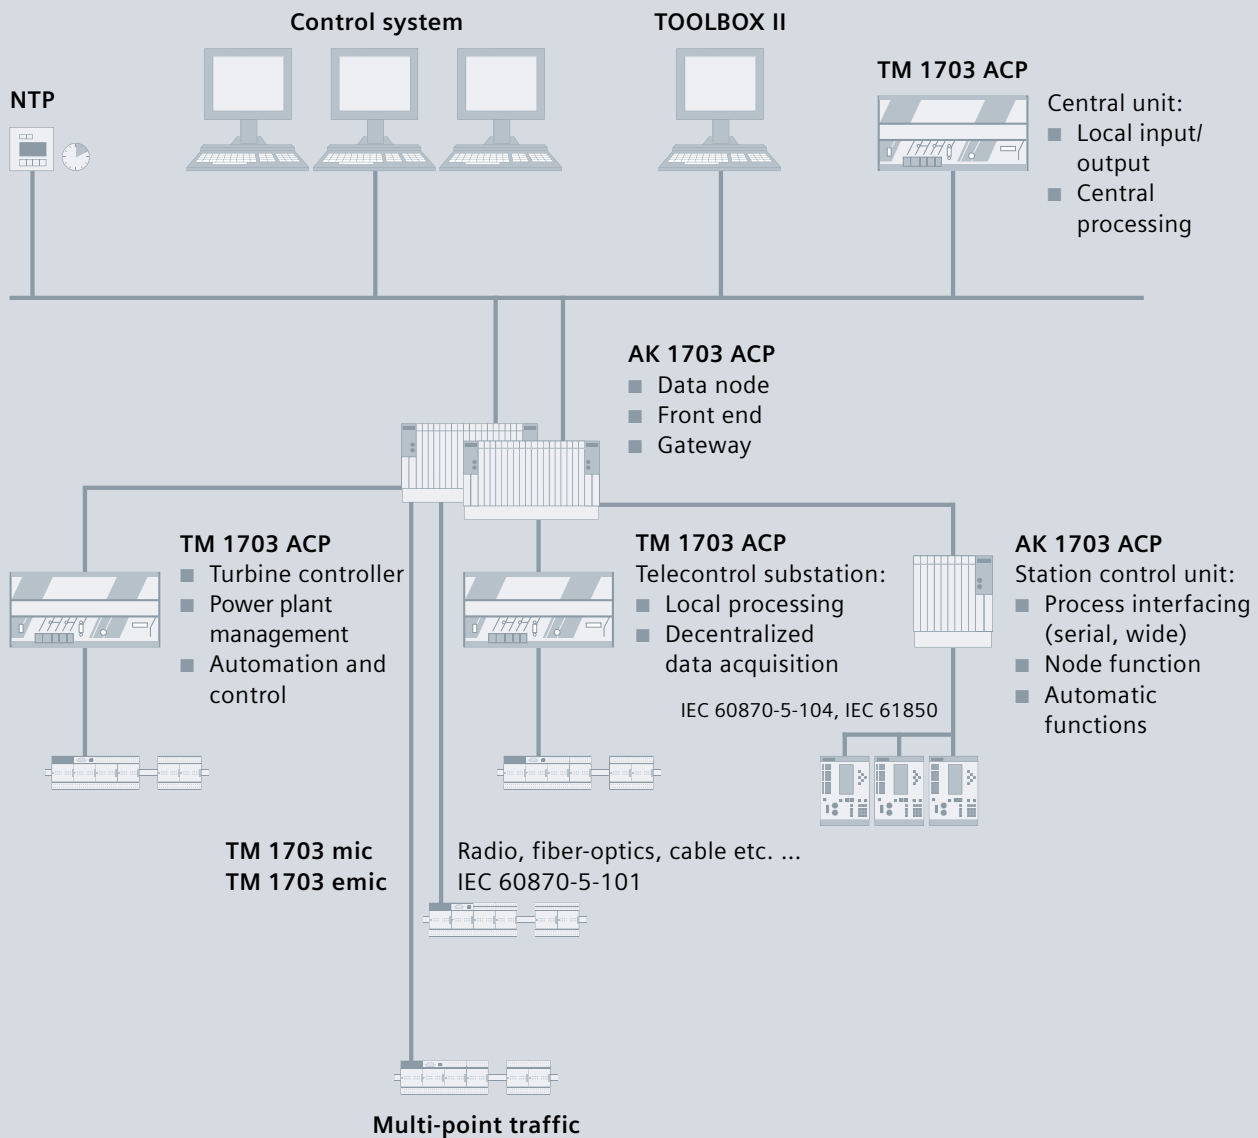 Control system
TOOLBOX II
TM 1703 ACP
NTP
Central unit:
■ Local input/
output
■ Central
processing
AK 1703 ACP
■ Data node
■ Front end
■ Gateway
TM 1703 ACP
■ Turbine controller
■ Power plant
management
■ Automation and
control
TM 1703 ACP
Telecontrol substation:
■ Local processing
■ Decentralized
data acquisition
AK 1703 ACP
Station control unit:
■ Process interfacing
(serial, wide)
■ Node function
■ Automatic
functions
IEC 60870-5-104, IEC 61850
TM 1703 mic
TM 1703 emic
Radio, fiber-optics, cable etc. ...
IEC 60870-5-101
Multi-point traffic